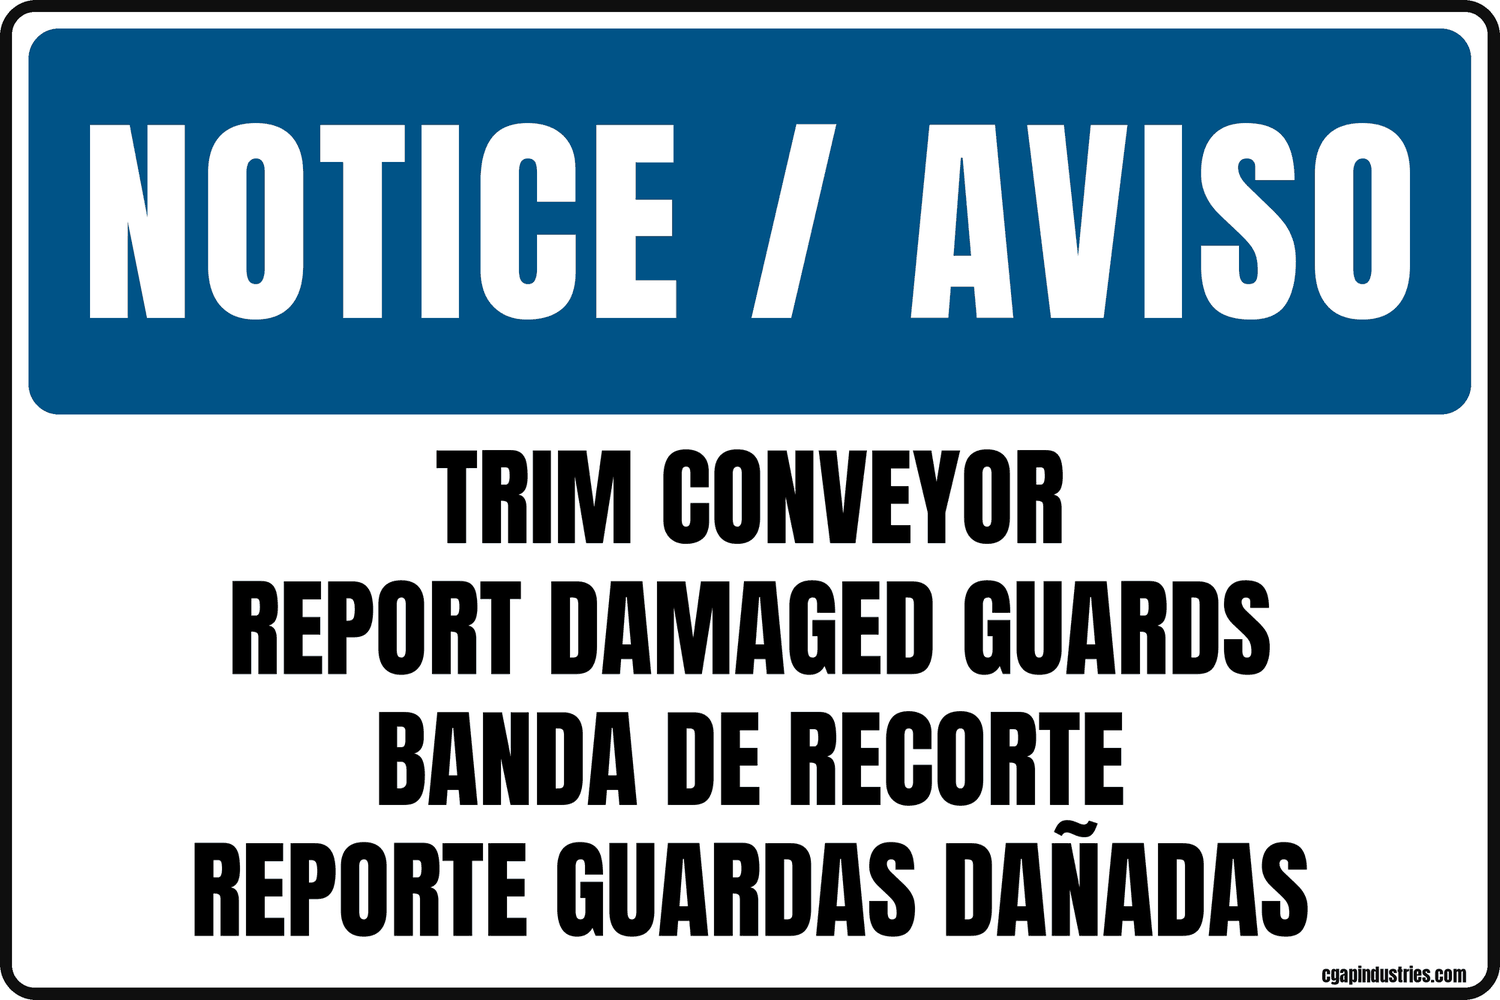 NOTICE / AVISO
TRIM CONVEYOR
REPORT DAMAGED GUARDS
BANDA DE RECORTE
REPORTE GUARDAS DAÑADAS
cgapindustries.com